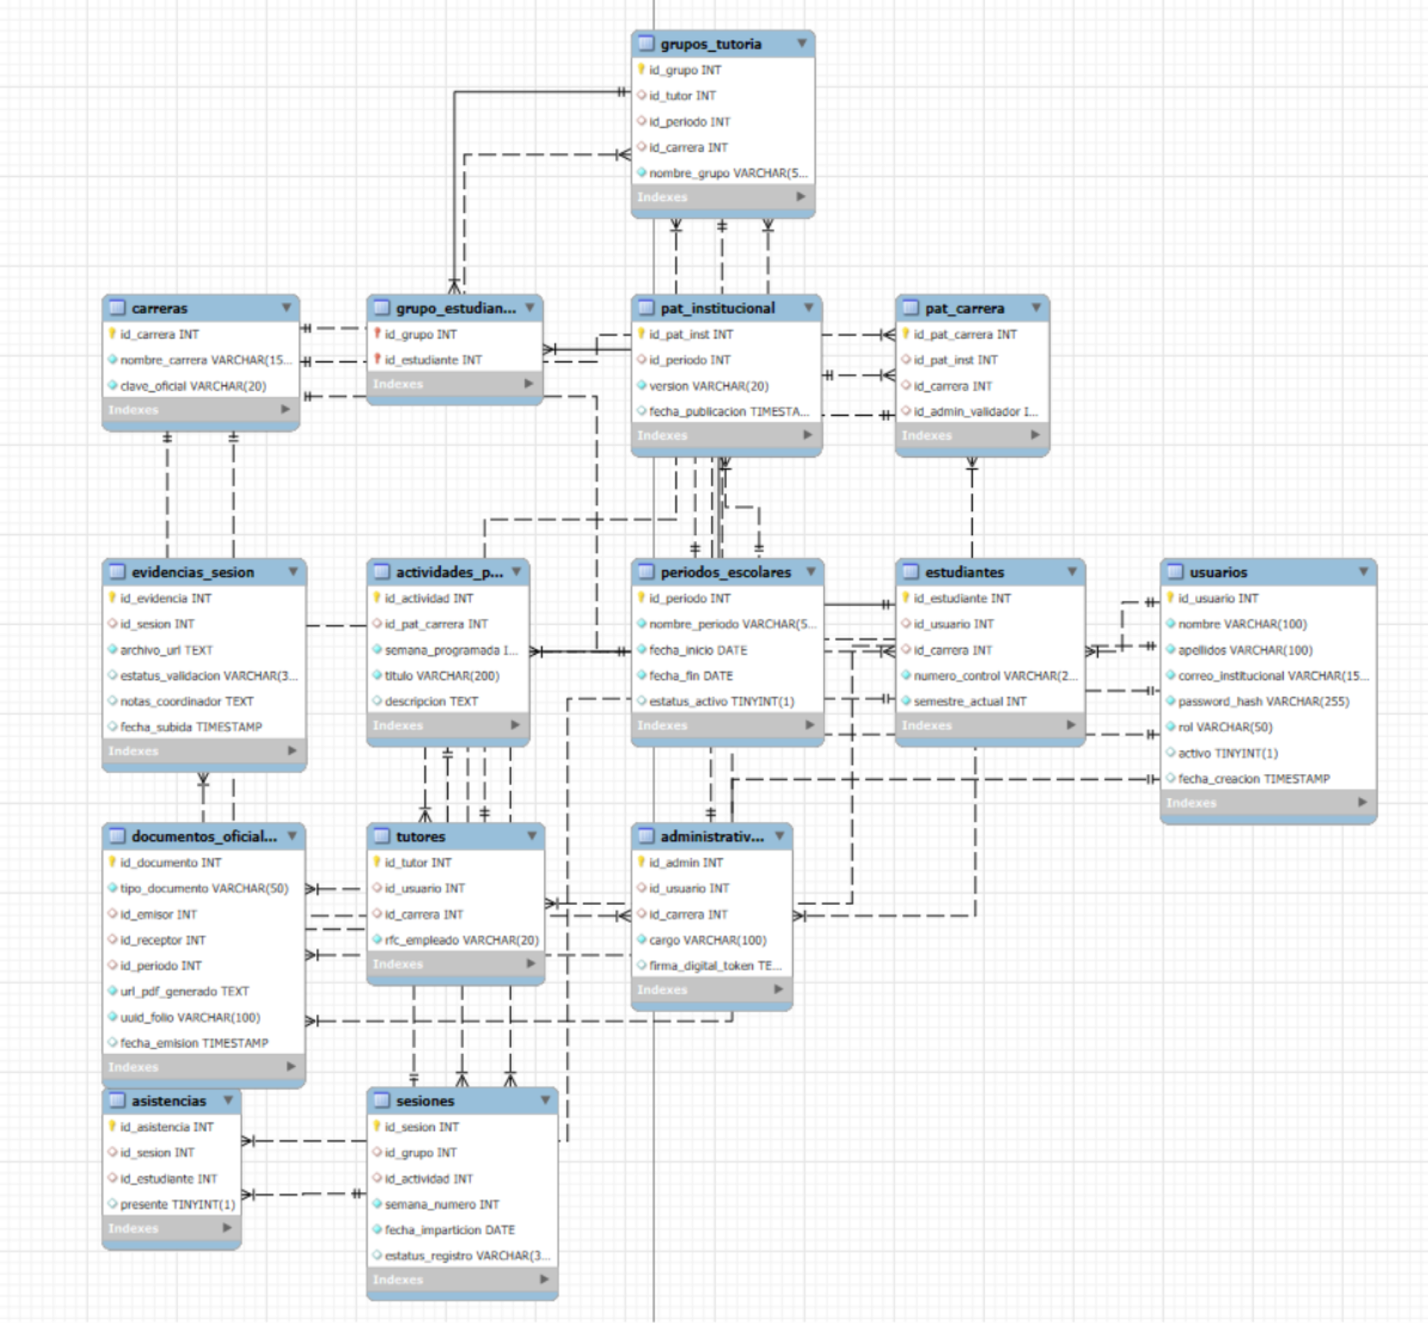 grupos_tutoria
id_grupo INT
id_tutor INT
id_periodo INT
id_carrera INT
nombre_grupo VARCHAR(5...
Indexes
carreras
id_carrera INT
nombre_carrera VARCHAR(15...
clave_oficial VARCHAR(20)
Indexes
grupo_estudian...
id_grupo INT
id_estudiante INT
Indexes
pat_institucional
id_pat_inst INT
id_periodo INT
version VARCHAR(20)
fecha_publicacion TIMESTA...
Indexes
pat_carrera
id_pat_carrera INT
id_pat_inst INT
id_carrera INT
id_admin_validador I...
Indexes
evidencias_sesion
id_evidencia INT
id_sesion INT
archivo_url TEXT
estatus_validacion VARCHAR(3...
notas_coordinador TEXT
fecha_subida TIMESTAMP
Indexes
actividades_p...
id_actividad INT
id_pat_carrera INT
semana_programada I...
titulo VARCHAR(200)
descripcion TEXT
Indexes
periodos_escolares
id_periodo INT
nombre_periodo VARCHAR(5...
fecha_inicio DATE
fecha_fin DATE
estatus_activo TINYINT(1)
Indexes
estudiantes
id_estudiante INT
id_usuario INT
id_carrera INT
numero_control VARCHAR(2...
semestre_actual INT
Indexes
usuarios
id_usuario INT
nombre VARCHAR(100)
apellidos VARCHAR(100)
correo_institucional VARCHAR(15...
password_hash VARCHAR(255)
rol VARCHAR(50)
activo TINYINT(1)
fecha_creacion TIMESTAMP
Indexes
documentos_oficial...
id_documento INT
tipo_documento VARCHAR(50)
id_emisor INT
id_receptor INT
id_periodo INT
url_pdf_generado TEXT
uuid_folio VARCHAR(100)
fecha_emision TIMESTAMP
Indexes
tutores
id_tutor INT
id_usuario INT
id_carrera INT
rfc_empleado VARCHAR(20)
Indexes
administrativ...
id_admin INT
id_usuario INT
id_carrera INT
cargo VARCHAR(100)
firma_digital_token TE...
Indexes
asistencias
id_asistencia INT
id_sesion INT
id_estudiante INT
presente TINYINT(1)
Indexes
sesiones
id_sesion INT
id_grupo INT
id_actividad INT
semana_numero INT
fecha_imparticion DATE
estatus_registro VARCHAR(3...
Indexes